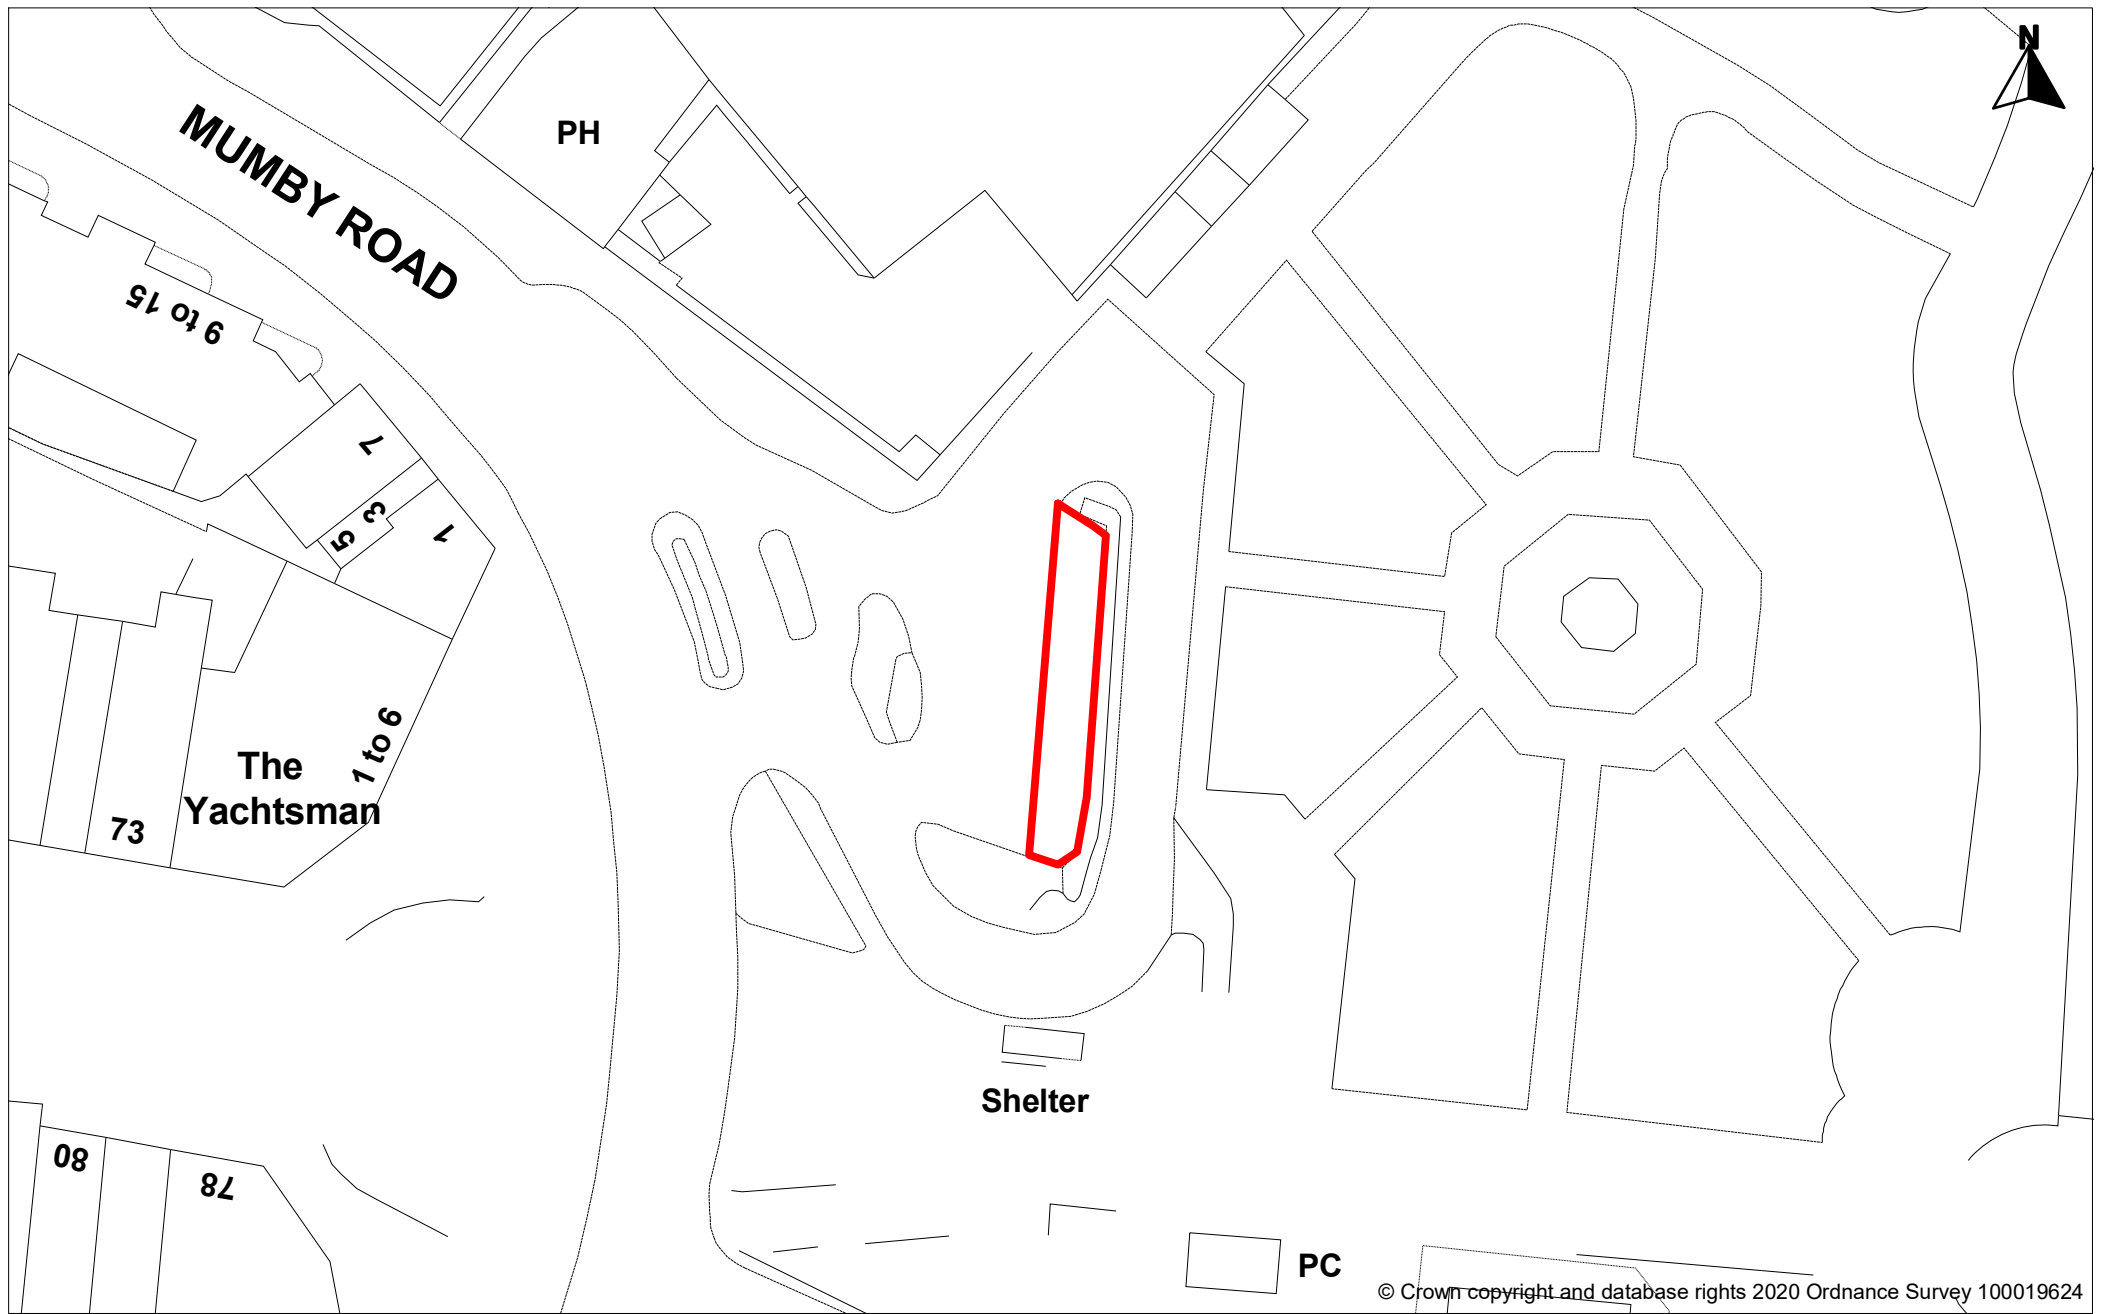 N
PH
MUMBY ROAD
9 to 15
7
3
5
1
1 to 6
The
Yachtsman
73
Shelter
80
78
PC
© Crown copyright and database rights 2020 Ordnance Survey 100019624